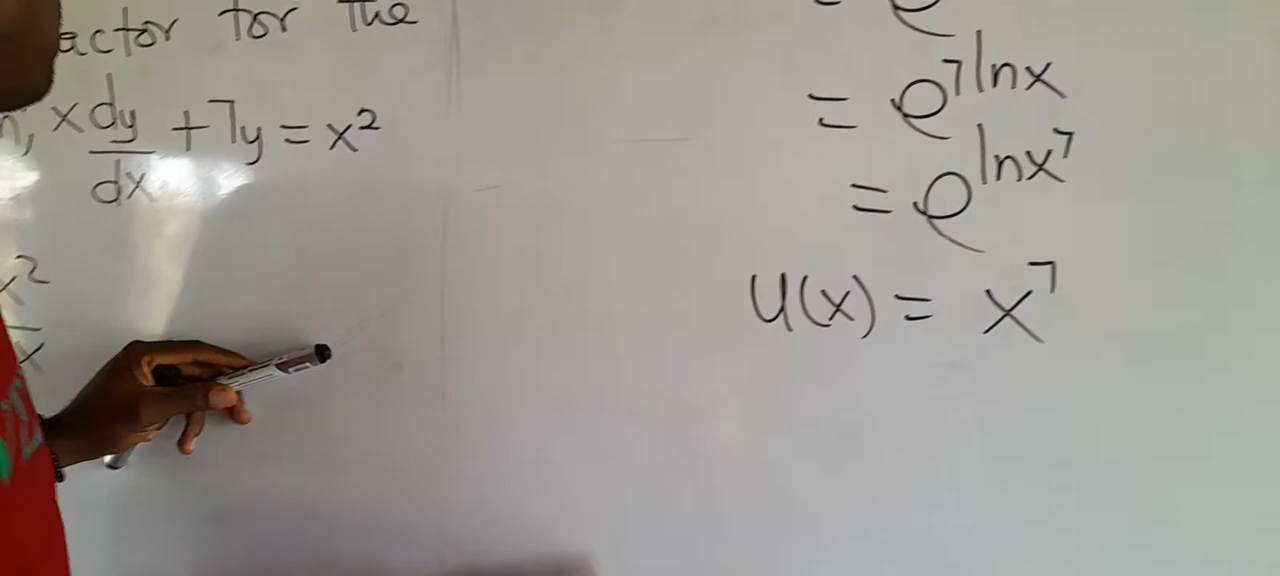 actor for the
x dy/dx + 7y = x²
x²
x
= e
= e^7lnx
= e^lnx⁷
u(x) = x⁷